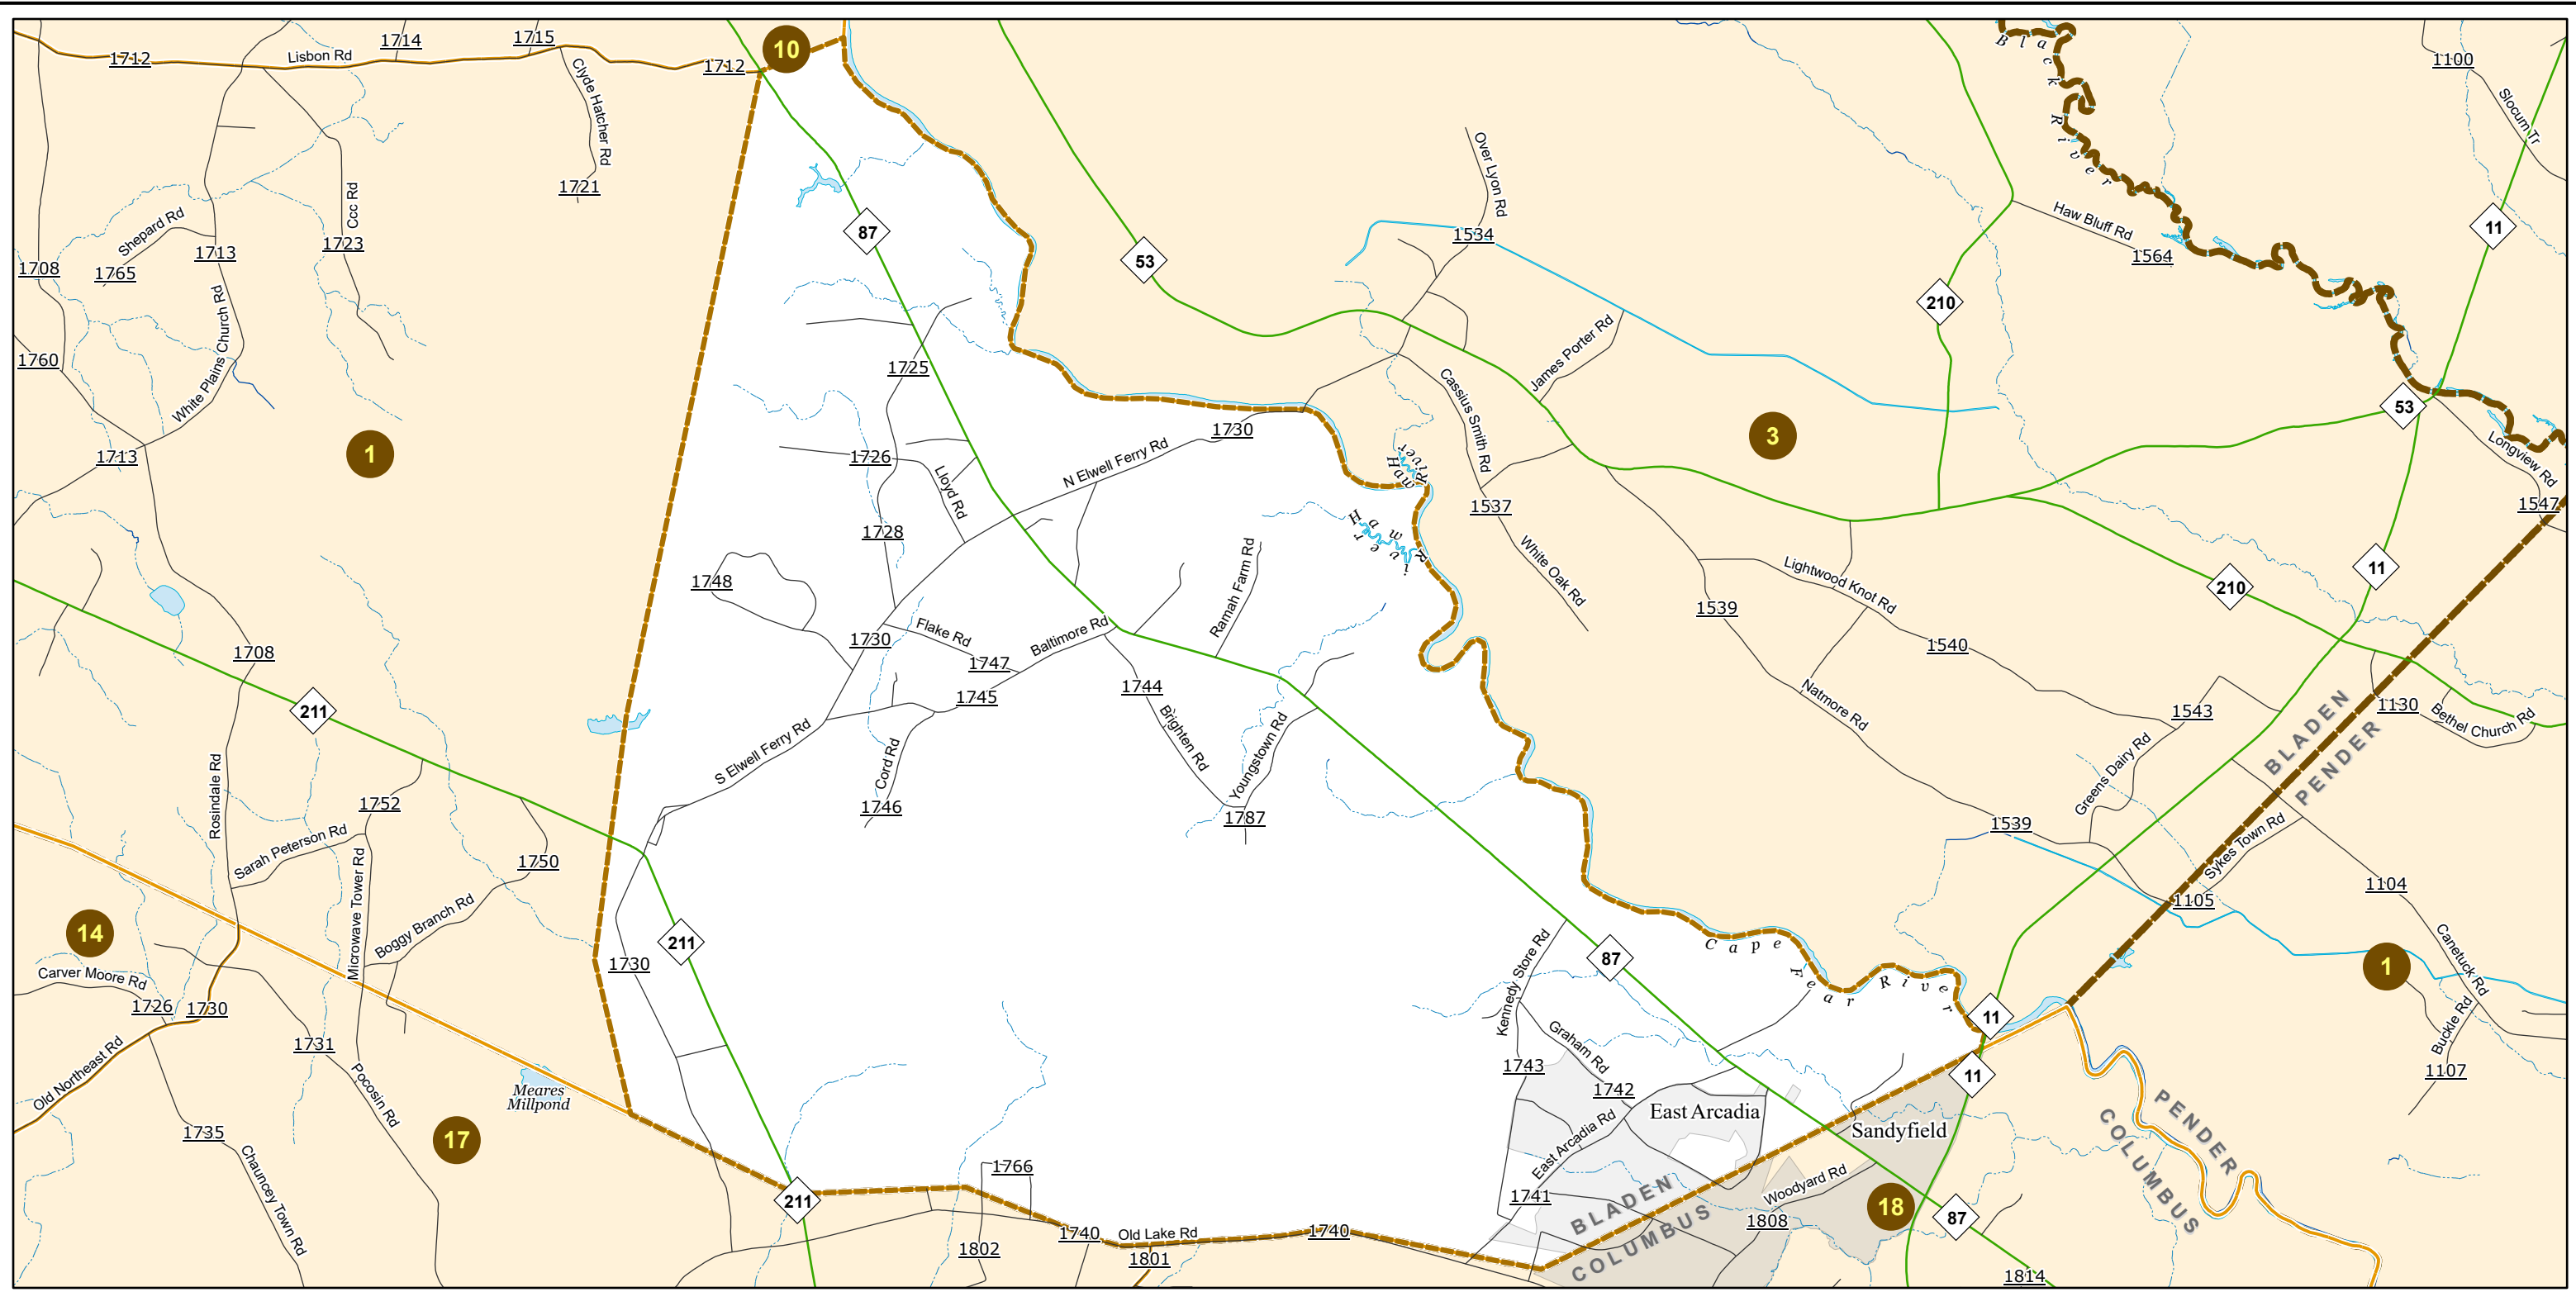 10
1712
Lisbon Rd
1714
1715
1712
Clyde Hatcher Rd
1721
Ccc Rd
1723
Shepard Rd
1765
1713
1708
1760
White Plains Church Rd
1713
1
87
53
Over Lyon Rd
1534
210
Black River
Haw Bluff Rd
1564
1100
Slocum Tr
11
53
Longview Rd
1547
James Porter Rd
Cassius Smith Rd
3
1537
White Oak Rd
Lightwood Knot Rd
1539
1540
Natmore Rd
210
11
1543
Greens Dairy Rd
1130
Bethel Church Rd
BLADEN
PENDER
1539
Sykes Town Rd
1105
1104
Canetuck Rd
1
Buckle Rd
1107
1725
1726
Lloyd Rd
1728
N Elwell Ferry Rd
1730
Ham River
Ham River
1748
1730
Flake Rd
1747
Baltimore Rd
1745
Ramah Farm Rd
1744
Brighten Rd
Youngstown Rd
1787
S Elwell Ferry Rd
Cord Rd
1746
1708
211
Rosindale Rd
1752
Sarah Peterson Rd
1750
Microwave Tower Rd
Boggy Branch Rd
14
Carver Moore Rd
1726
1730
Old Northeast Rd
1731
Pocosin Rd
1735
Chauncey Town Rd
17
Meares
Millpond
211
1730
211
1766
1802
1740
Old Lake Rd
1801
1740
Cape Fear River
87
Kennedy Store Rd
Graham Rd
1743
1742
East Arcadia
East Arcadia Rd
1741
BLADEN
COLUMBUS
11
11
Sandyfield
Woodyard Rd
1808
18
87
1814
PENDER
COLUMBUS